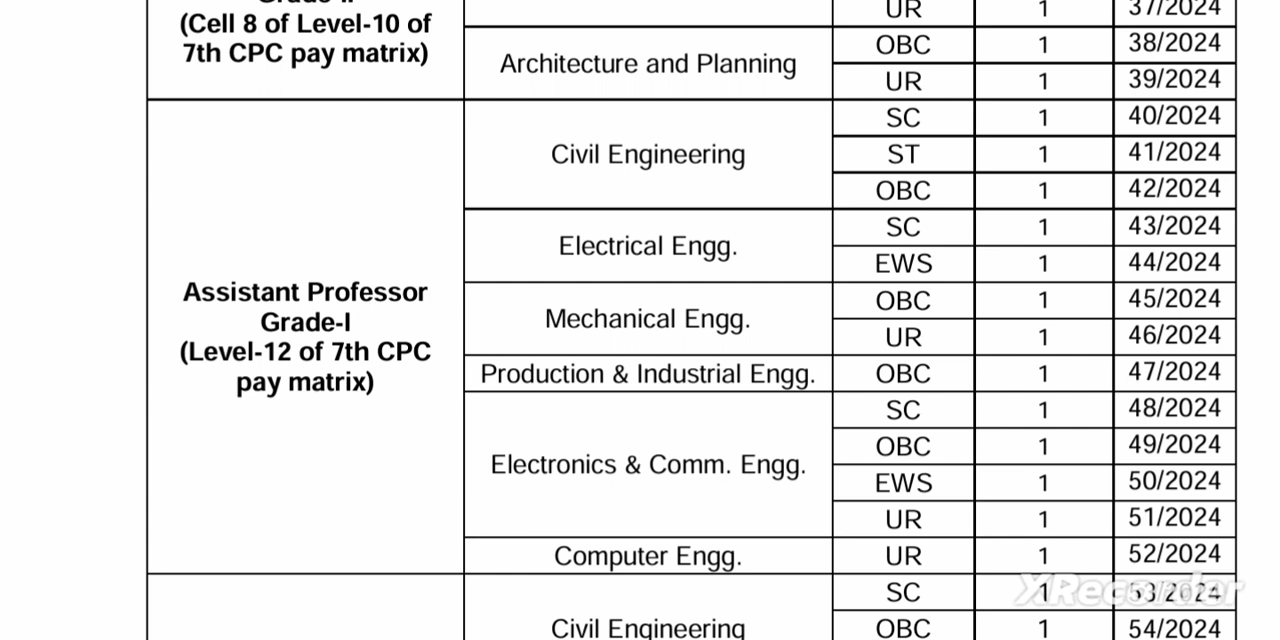 (Cell 8 of Level-10 of
7th CPC pay matrix)
UR 1 37/2024
Architecture and Planning
OBC 1 38/2024
UR 1 39/2024
Assistant Professor
Grade-I
(Level-12 of 7th CPC
pay matrix)
Civil Engineering
SC 1 40/2024
ST 1 41/2024
OBC 1 42/2024
Electrical Engg.
SC 1 43/2024
EWS 1 44/2024
Mechanical Engg.
OBC 1 45/2024
UR 1 46/2024
Production & Industrial Engg. OBC 1 47/2024
Electronics & Comm. Engg.
SC 1 48/2024
OBC 1 49/2024
EWS 1 50/2024
UR 1 51/2024
Computer Engg. UR 1 52/2024
Civil Engineering
SC 1 53/2024
OBC 1 54/2024
XRecorder